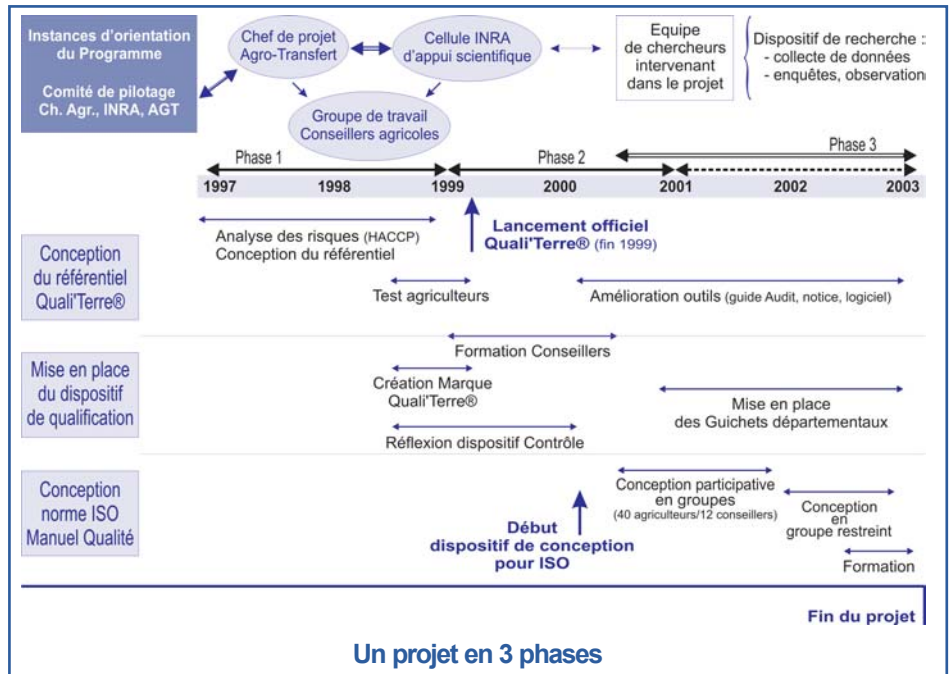 Instances d'orientation
du Programme
Comité de pilotage
Ch. Agr., INRA, AGT
Chef de projet
Agro-Transfert
Cellule INRA
d'appui scientifique
Groupe de travail
Conseillers agricoles
Equipe
de chercheurs
intervenant
dans le projet
Dispositif de recherche :
- collecte de données
- enquêtes, observation
Phase 1
Phase 2
Phase 3
1997 1998 1999 2000 2001 2002 2003
Lancement officiel
Quali'Terre® (fin 1999)
Conception
du référentiel
Quali'Terre®
Analyse des risques (HACCP)
Conception du référentiel
Test agriculteurs
Amélioration outils (guide Audit, notice, logiciel)
Mise en place
du dispositif
de qualification
Formation Conseillers
Création Marque
Quali'Terre®
Réflexion dispositif Contrôle
Mise en place
des Guichets départementaux
Conception
norme ISO
Manuel Qualité
Début
dispositif de conception
pour ISO
Conception participative
en groupes
(40 agriculteurs/12 conseillers)
Conception
en
groupe restreint
Formation
Fin du projet
Un projet en 3 phases